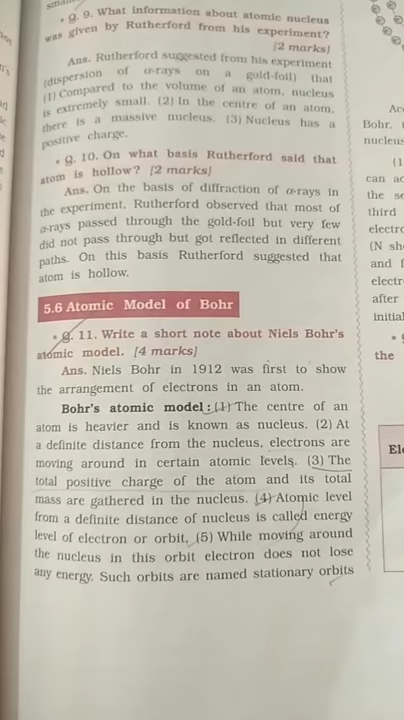 • Q. 9. What information about atomic nucleus
was given by Rutherford from his experiment?
[2 marks]
Ans. Rutherford suggested from his experiment
(dispersion of α-rays on a gold-foil) that
(1) Compared to the volume of an atom, nucleus
is extremely small. (2) In the centre of an atom,
there is a massive nucleus. (3) Nucleus has a
positive charge.
• Q. 10. On what basis Rutherford said that
atom is hollow? [2 marks]
Ans. On the basis of diffraction of α-rays in
the experiment, Rutherford observed that most of
α-rays passed through the gold-foil but very few
did not pass through but got reflected in different
paths. On this basis Rutherford suggested that
atom is hollow.
5.6 Atomic Model of Bohr
• Q. 11. Write a short note about Niels Bohr's
atomic model. [4 marks]
Ans. Niels Bohr in 1912 was first to show
the arrangement of electrons in an atom.
Bohr's atomic model : (1) The centre of an
atom is heavier and is known as nucleus. (2) At
a definite distance from the nucleus, electrons are
moving around in certain atomic levels. (3) The
total positive charge of the atom and its total
mass are gathered in the nucleus. (4) Atomic level
from a definite distance of nucleus is called energy
level of electron or orbit. (5) While moving around
the nucleus in this orbit electron does not lose
any energy. Such orbits are named stationary orbits
Bohr,
nucleus
(1
can ac
the se
third
electro
(N sh
and
electr
after
initial
the